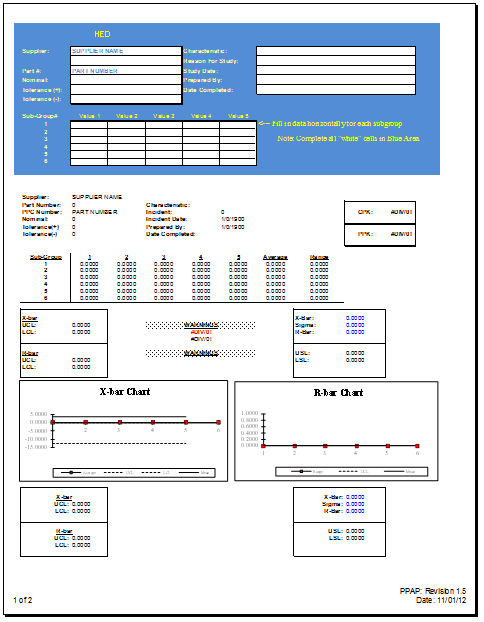 HED
Supplier: SUPPLIER NAME Characteristic:
Reason For Study:
Part #: PART NUMBER Study Date:
Nominal: Prepared By:
Tolerance (+): Date Completed:
Tolerance (-):
Sub-Group# Value 1 Value 2 Value 3 Value 4 Value 5
1 <--- Fill in data horizontally for each subgroup
2
3 Note: Complete all "white" cells in Blue Area
4
5
6
Supplier: SUPPLIER NAME
Part Number: 0 Characteristic:
PPC Number: PART NUMBER Incident: 0 CPK: #DIV/0!
Nominal: 0 Incident Date: 1/0/1900
Tolerance(+) 0 Prepared By: 1/0/1900
Tolerance(-) 0 Date Completed: PPK: #DIV/0!
Sub-Group 1 2 3 4 5 Average Range
1 0.0000 0.0000 0.0000 0.0000 0.0000 0.0000 0.0000
2 0.0000 0.0000 0.0000 0.0000 0.0000 0.0000 0.0000
3 0.0000 0.0000 0.0000 0.0000 0.0000 0.0000 0.0000
4 0.0000 0.0000 0.0000 0.0000 0.0000 0.0000 0.0000
5 0.0000 0.0000 0.0000 0.0000 0.0000 0.0000 0.0000
6 0.0000 0.0000 0.0000 0.0000 0.0000 0.0000 0.0000
X-bar X-Bar: 0.0000
UCL: 0.0000 WARNINGS Sigma: 0.0000
LCL: 0.0000 #DIV/0! R-Bar: 0.0000
#DIV/0!
R-bar WARNINGS
UCL: 0.0000 USL: 0.0000
LCL: 0.0000 LSL: 0.0000
X-bar Chart
5.0000
0.0000
-5.0000
-10.0000
-15.0000
1 2 3 4 5 6
UCL LCL
R-bar Chart
1.0000
0.8000
0.6000
0.4000
0.2000
0.0000
1 2 3 4 5 6
UCL LCL
X-bar X-Bar: 0.0000
UCL: 0.0000 Sigma: 0.0000
LCL: 0.0000 R-Bar: 0.0000
R-bar
UCL: 0.0000 USL: 0.0000
LCL: 0.0000 LSL: 0.0000
PPAP: Revision 1.5
1 of 2 Date: 11/01/12